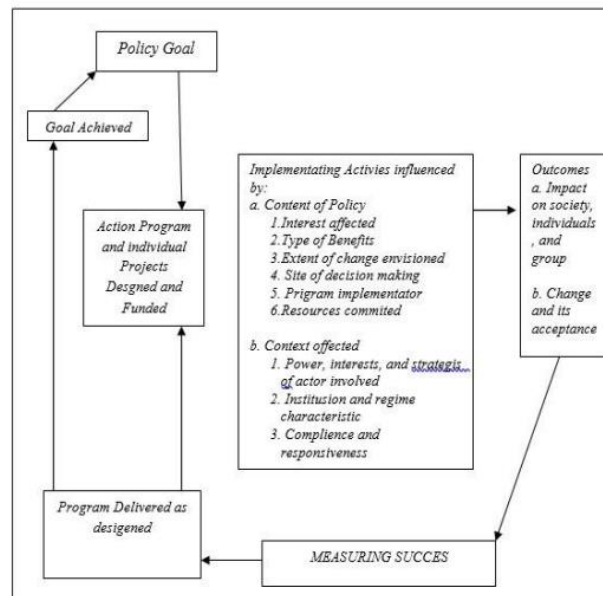 Policy Goal
Goal Achieved
Action Program
and individual
Projects
Desgned and
Funded
Implementating Activies influenced
by:
a. Content of Policy
1.Interest affected
2.Type of Benefits
3.Extent of change envisioned
4. Site of decision making
5. Prigram implementator
6.Resources commited
b. Context offected
1. Power, interests, and strategis
of actor involved
2. Institusion and regime
characteristic
3. Complience and
responsiveness
Outcomes
a. Impact
on society,
individuals
, and
group
b. Change
and its
acceptance
Program Delivered as
desigened
MEASURING SUCCES